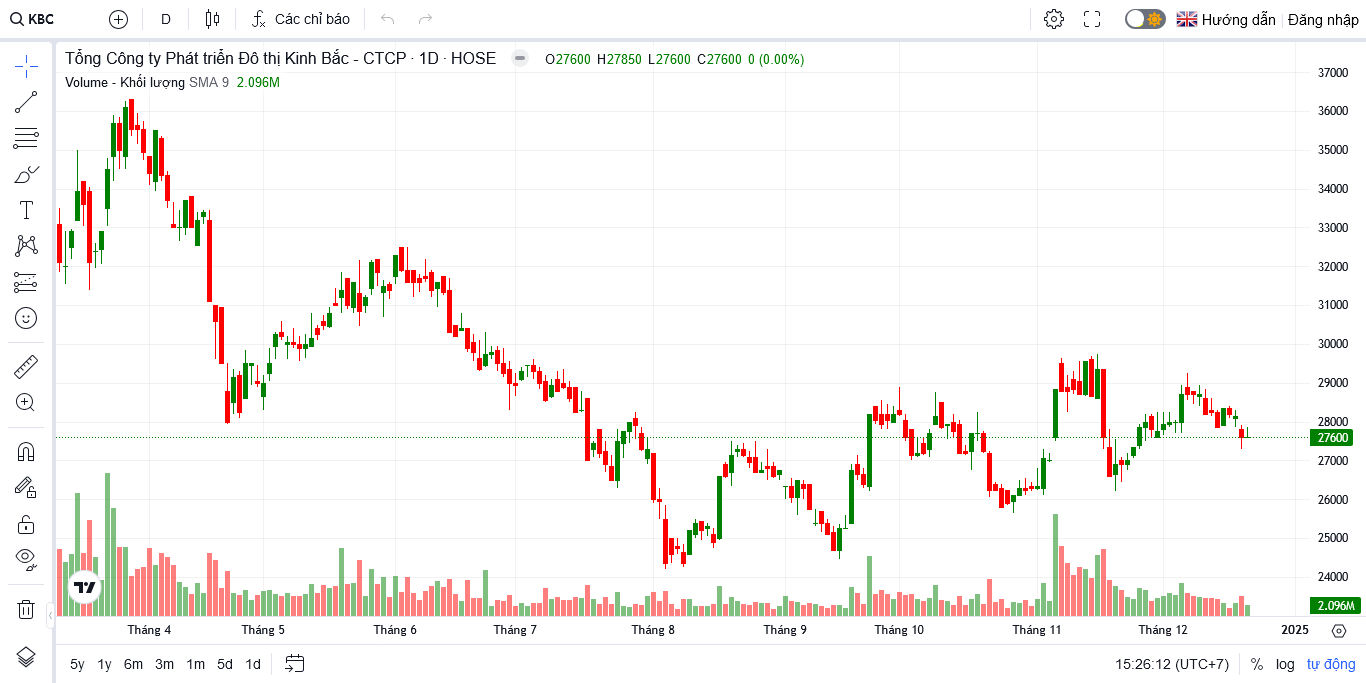 KBC
D
Các chỉ báo
Hướng dẫn
Đăng nhập
Tổng Công ty Phát triển Đô thị Kinh Bắc - CTCP · 1D · HOSE
O27600 H27850 L27600 C27600 0 (0.00%)
Volume - Khối lượng SMA 9 2.096M
37000
36000
35000
34000
33000
32000
31000
30000
29000
28000
27600
27000
26000
25000
24000
2.096M
Tháng 4
Tháng 5
Tháng 6
Tháng 7
Tháng 8
Tháng 9
Tháng 10
Tháng 11
Tháng 12
2025
5y 1y 6m 3m 1m 5d 1d
15:26:12 (UTC+7)
% log tự động